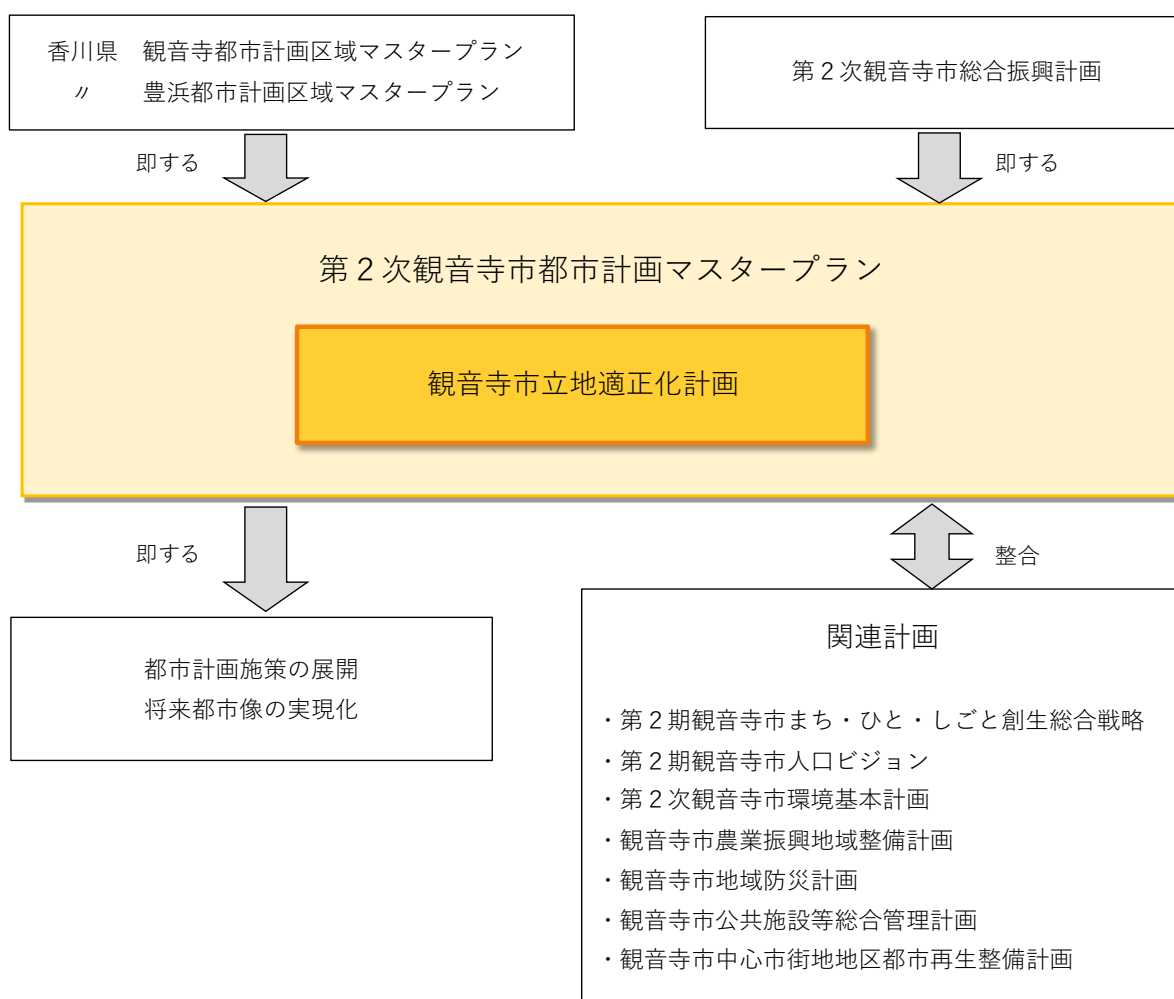 香川県　観音寺都市計画区域マスタープラン
〃　豊浜都市計画区域マスタープラン
第２次観音寺市総合振興計画
即する
即する
第２次観音寺市都市計画マスタープラン
観音寺市立地適正化計画
即する
整合
都市計画施策の展開
将来都市像の実現化
関連計画
・第２期観音寺市まち・ひと・しごと創生総合戦略
・第２期観音寺市人口ビジョン
・第２次観音寺市環境基本計画
・観音寺市農業振興地域整備計画
・観音寺市地域防災計画
・観音寺市公共施設等総合管理計画
・観音寺市中心市街地地区都市再生整備計画